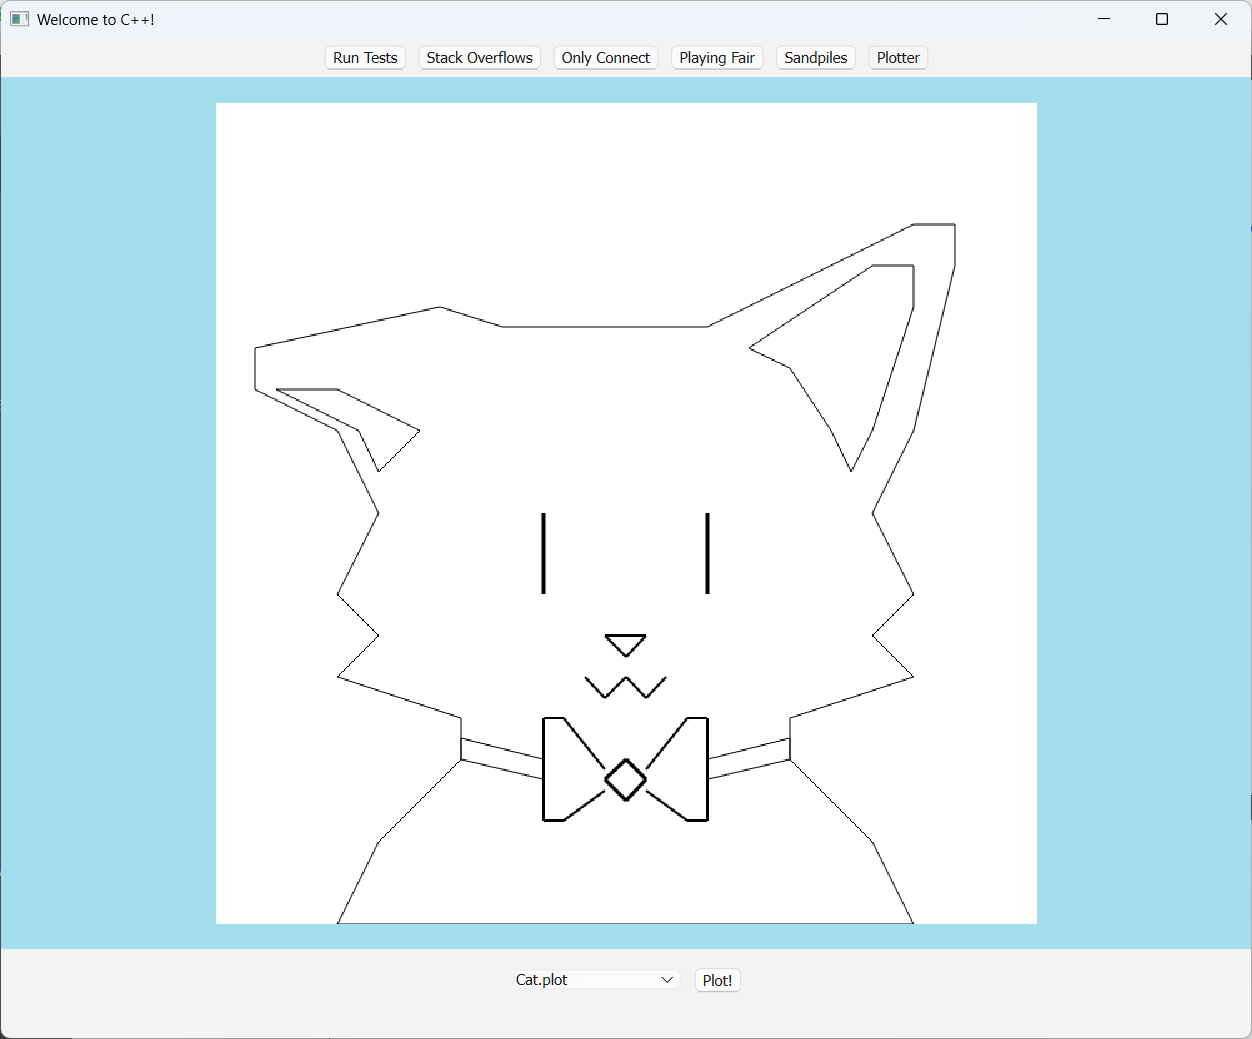 Welcome to C++!
Run Tests Stack Overflows Only Connect Playing Fair Sandpiles Plotter
Cat.plot Plot!